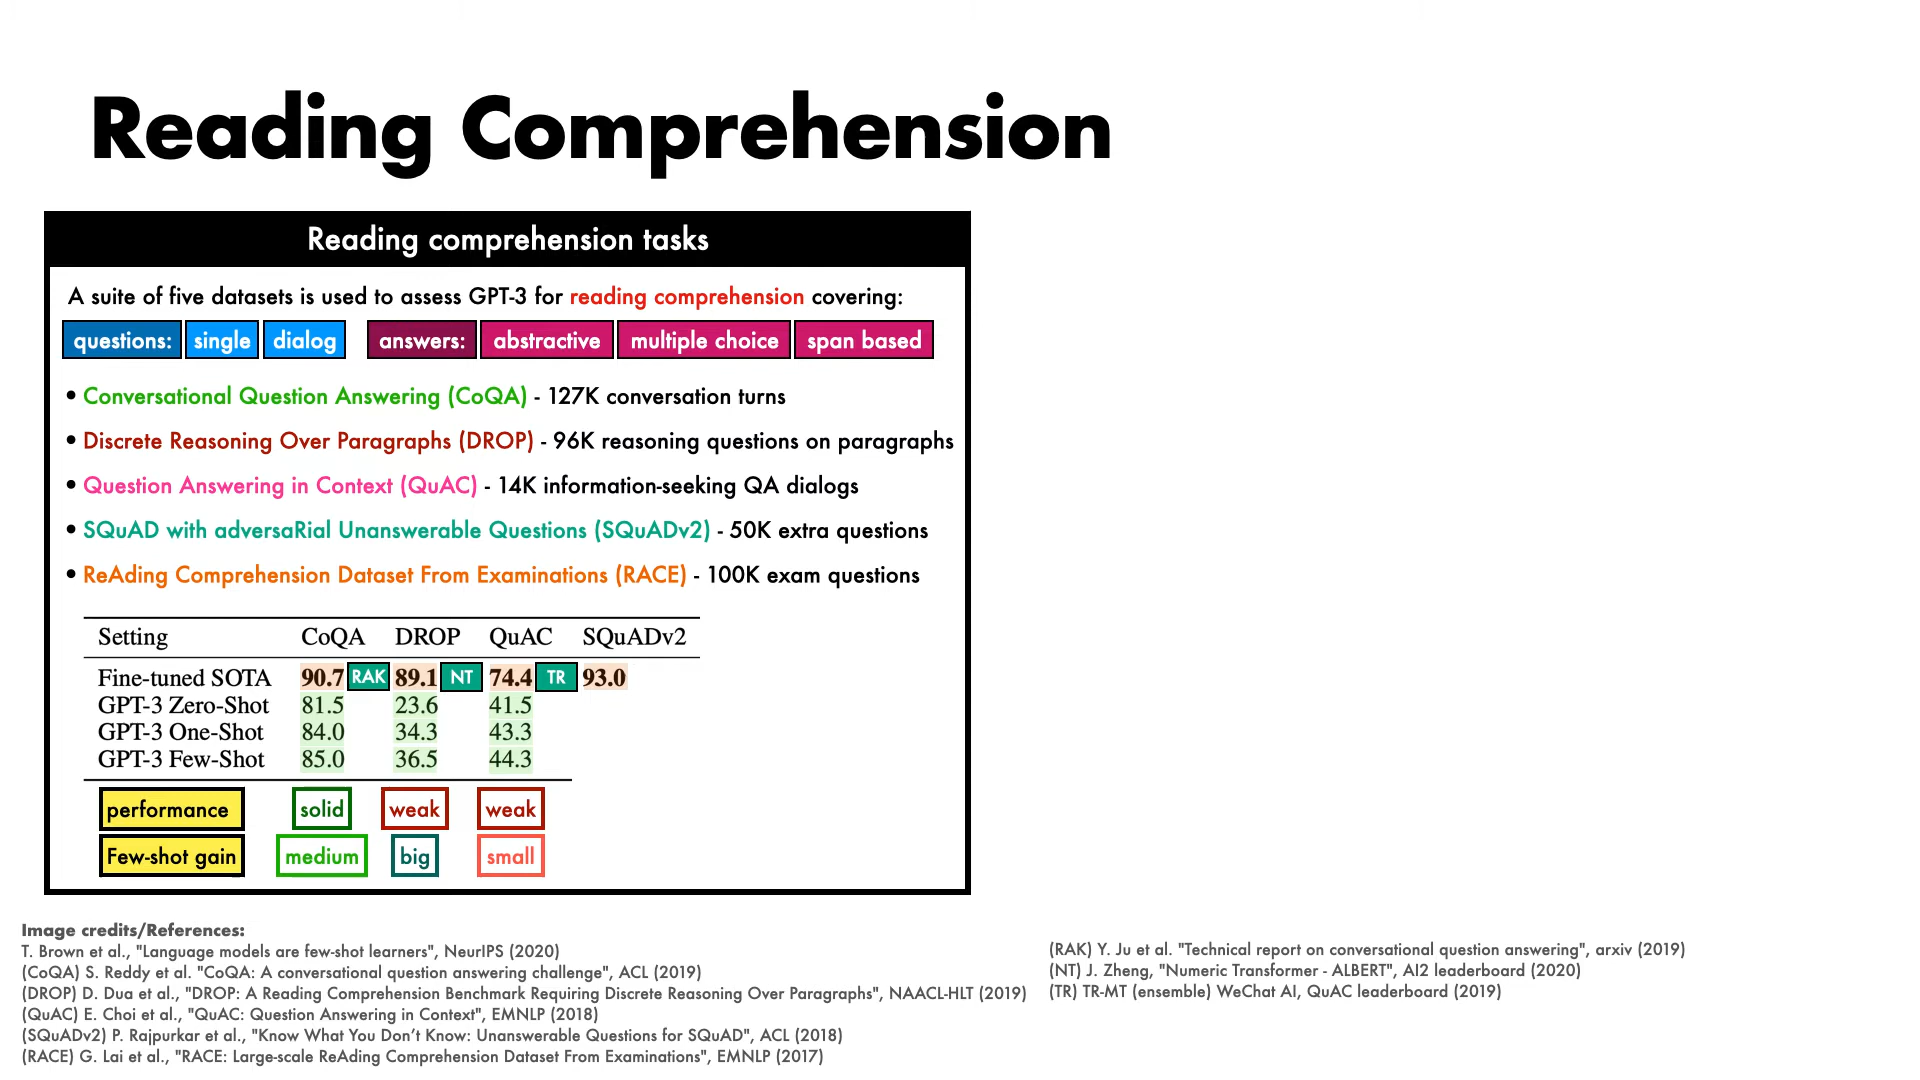 Reading Comprehension
Reading comprehension tasks
A suite of five datasets is used to assess GPT-3 for reading comprehension covering:
questions: single dialog answers: abstractive multiple choice span based
• Conversational Question Answering (CoQA) - 127K conversation turns
• Discrete Reasoning Over Paragraphs (DROP) - 96K reasoning questions on paragraphs
• Question Answering in Context (QuAC) - 14K information-seeking QA dialogs
• SQuAD with adversaRial Unanswerable Questions (SQuADv2) - 50K extra questions
• ReAding Comprehension Dataset From Examinations (RACE) - 100K exam questions
Setting CoQA DROP QuAC SQuADv2
Fine-tuned SOTA 90.7 RAK 89.1 NT 74.4 TR 93.0
GPT-3 Zero-Shot 81.5 23.6 41.5
GPT-3 One-Shot 84.0 34.3 43.3
GPT-3 Few-Shot 85.0 36.5 44.3
performance solid weak weak
Few-shot gain medium big small
Image credits/References:
T. Brown et al., "Language models are few-shot learners", NeurIPS (2020)
(CoQA) S. Reddy et al. "CoQA: A conversational question answering challenge", ACL (2019)
(DROP) D. Dua et al., "DROP: A Reading Comprehension Benchmark Requiring Discrete Reasoning Over Paragraphs", NAACL-HLT (2019)
(QuAC) E. Choi et al., "QuAC: Question Answering in Context", EMNLP (2018)
(SQuADv2) P. Rajpurkar et al., "Know What You Don’t Know: Unanswerable Questions for SQuAD", ACL (2018)
(RACE) G. Lai et al., "RACE: Large-scale ReAding Comprehension Dataset From Examinations", EMNLP (2017)
(RAK) Y. Ju et al. "Technical report on conversational question answering", arxiv (2019)
(NT) J. Zheng, "Numeric Transformer - ALBERT", AI2 leaderboard (2020)
(TR) TR-MT (ensemble) WeChat AI, QuAC leaderboard (2019)